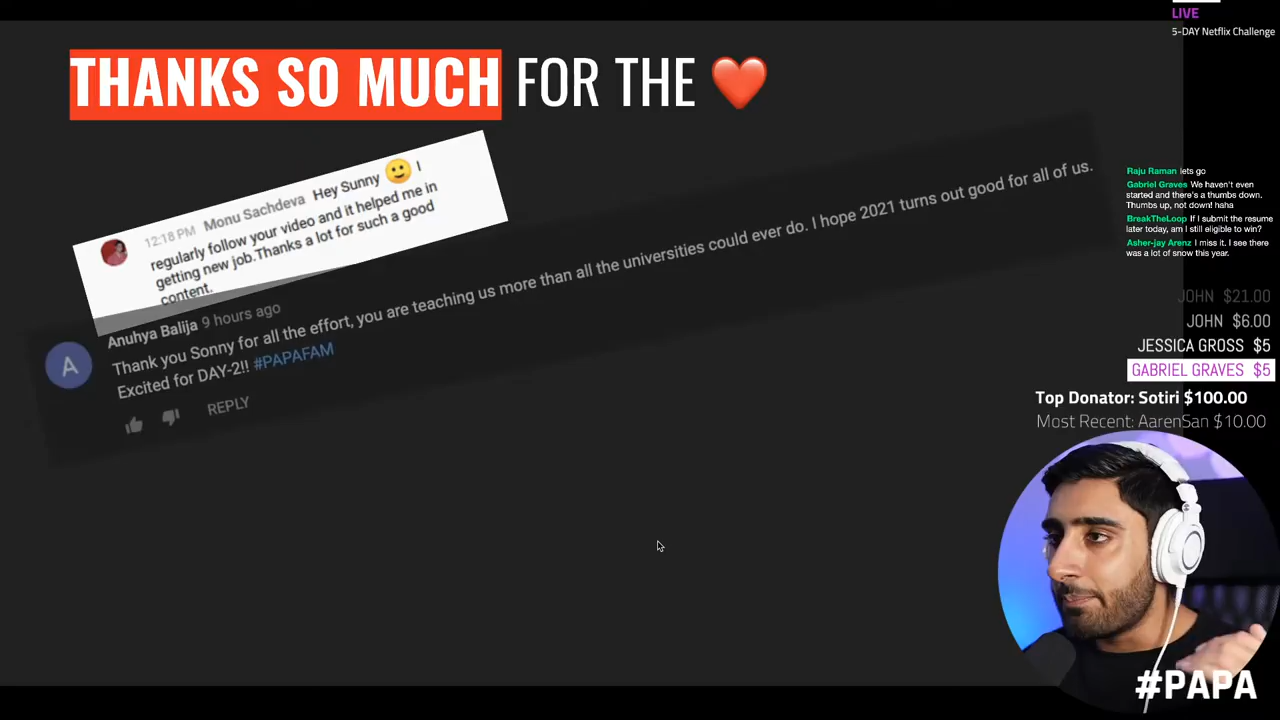 LIVE
5-DAY Netflix Challenge
THANKS SO MUCH FOR THE ❤️
12:18 PM Monu Sachdeva Hey Sunny 🙂 I
regularly follow your video and it helped me in
getting new job.Thanks a lot for such a good
content.
A
Anuhya Balija 9 hours ago
Thank you Sonny for all the effort, you are teaching us more than all the universities could ever do. I hope 2021 turns out good for all of us.
Excited for DAY-2!! #PAPAFAM
REPLY
Raju Raman lets go
Gabriel Graves We haven't even
started and there's a thumbs down.
Thumbs up, not down! haha
BreakTheLoop If I submit the resume
later today, am I still eligible to win?
Asher-jay Arenz I miss it. I see there
was a lot of snow this year.
JOHN $21.00
JOHN $6.00
JESSICA GROSS $5
GABRIEL GRAVES $5
Top Donator: Sotiri $100.00
Most Recent: AarenSan $10.00
#PAPA